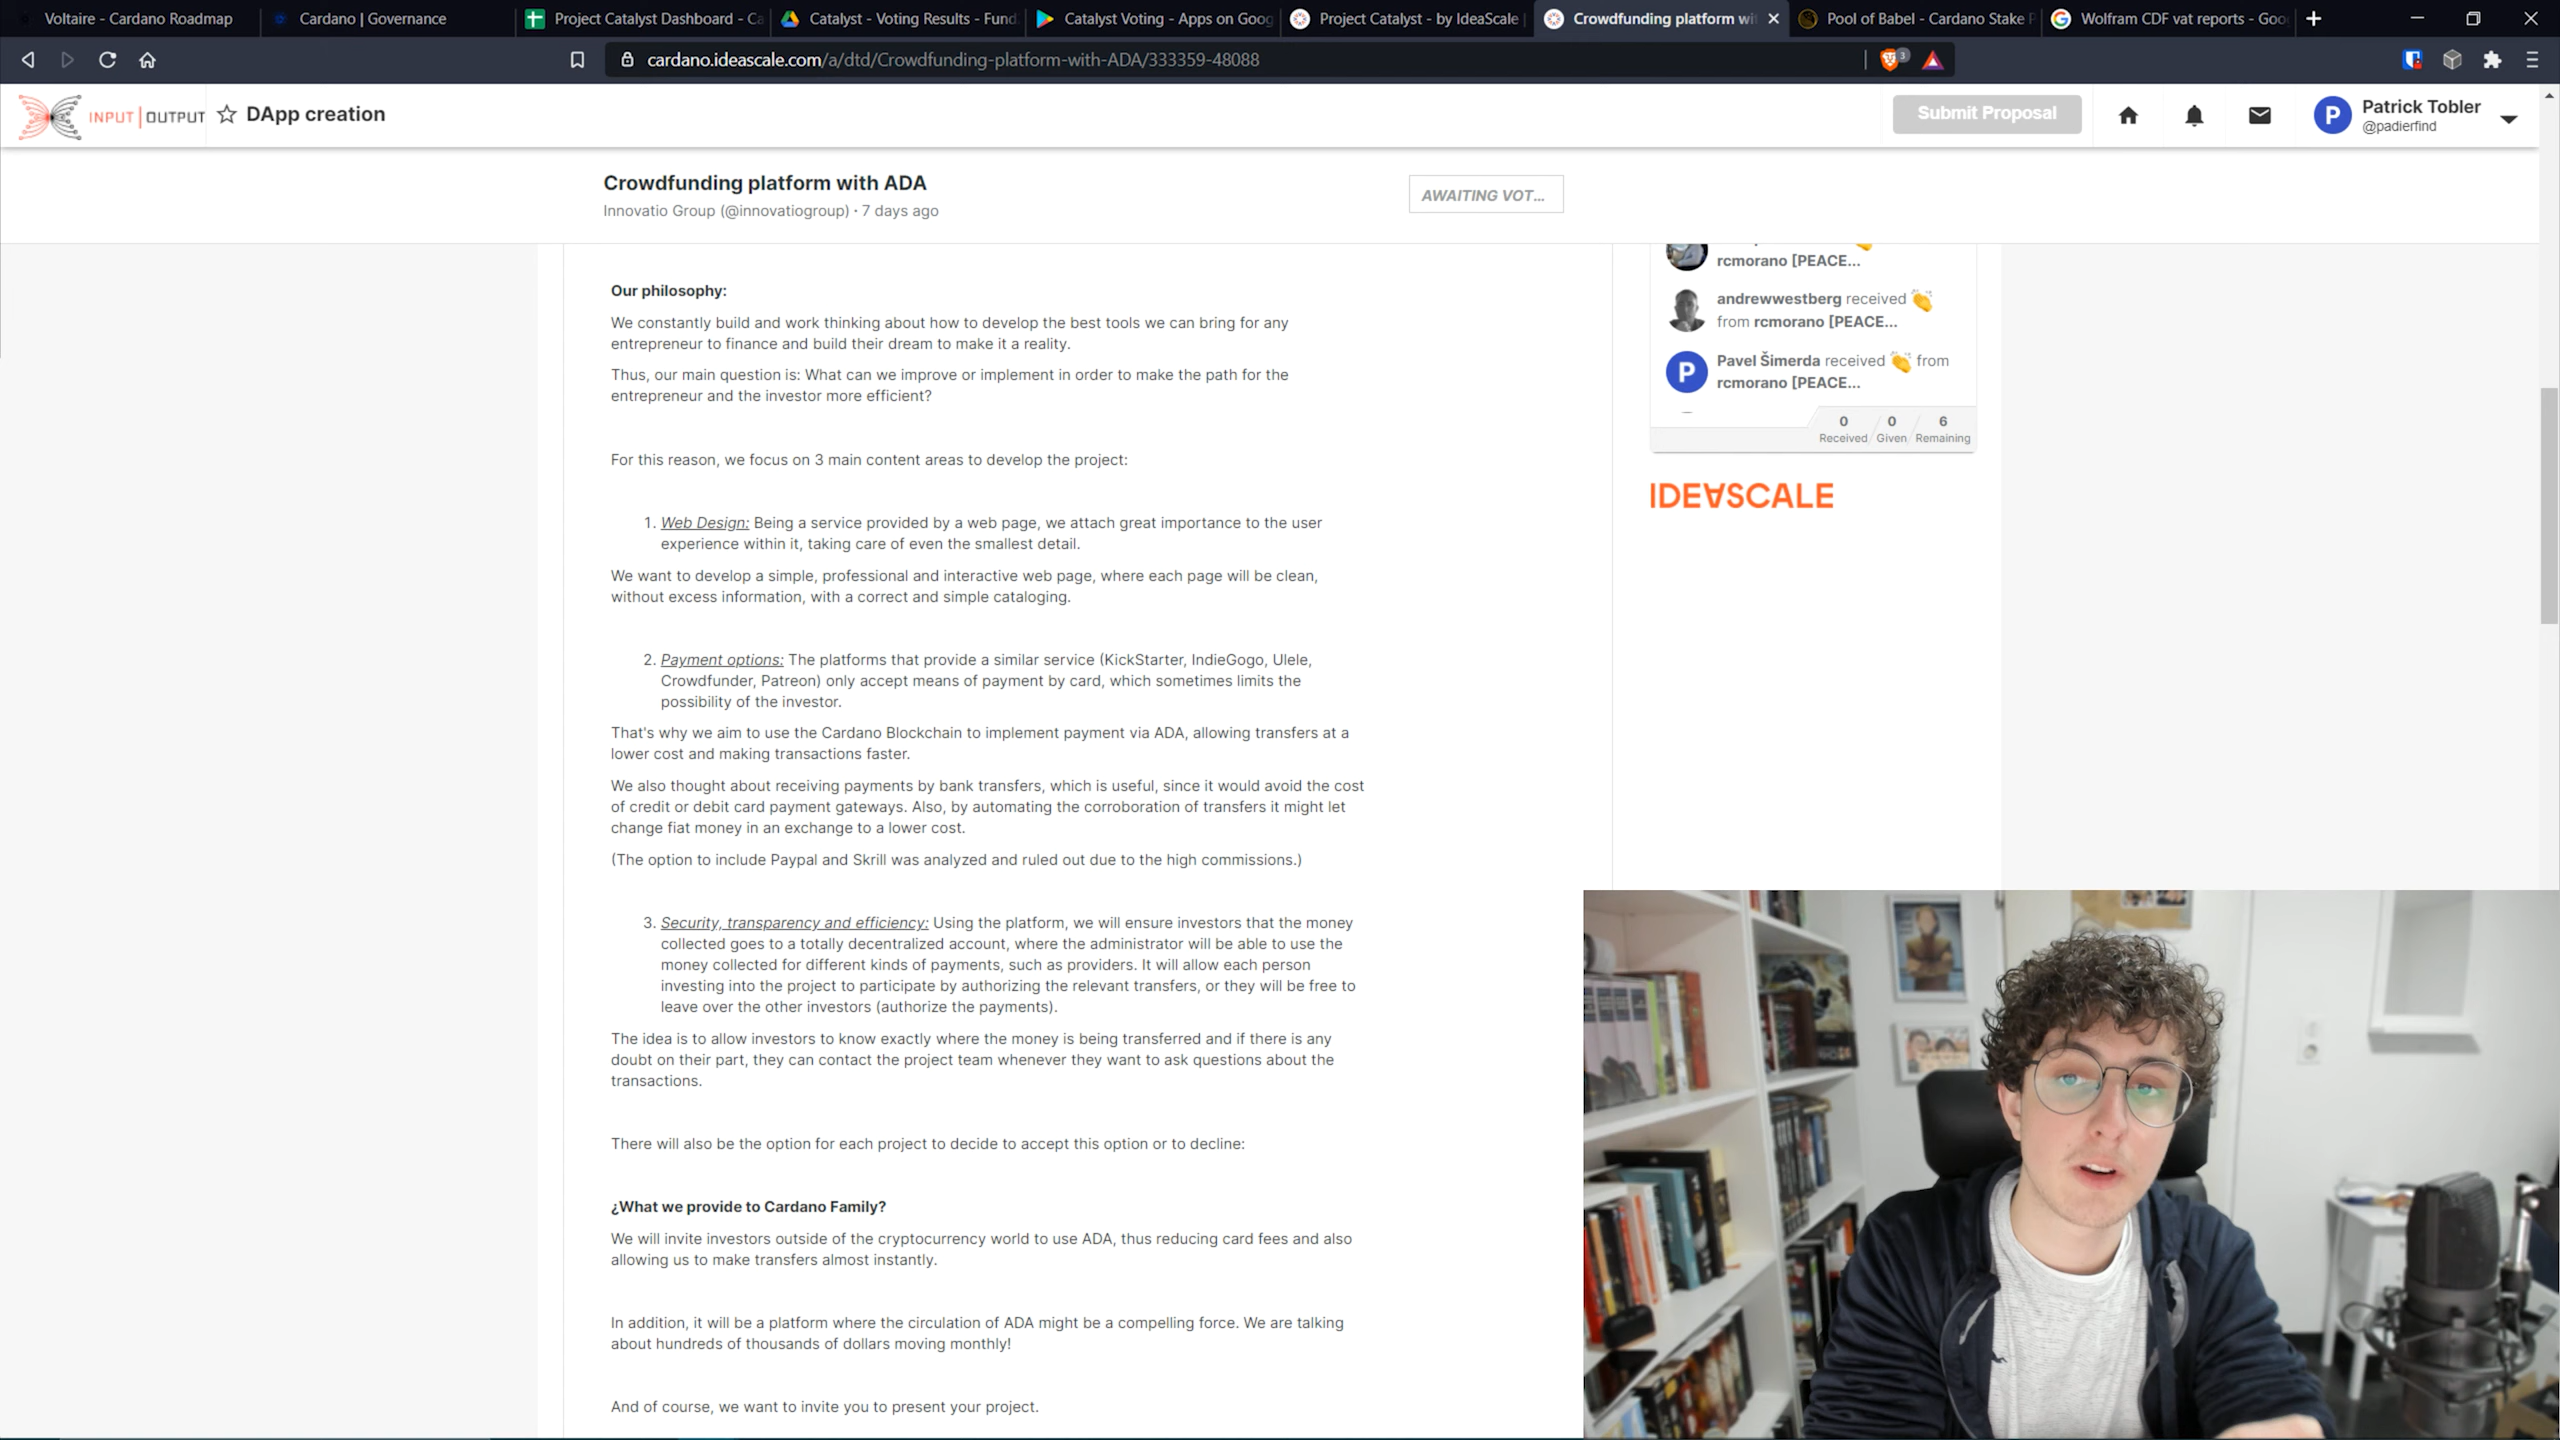 Voltaire - Cardano Roadmap
Cardano | Governance
Project Catalyst Dashboard - Ca
Catalyst - Voting Results - Fund
Catalyst Voting - Apps on Goog
Project Catalyst - by IdeaScale
Crowdfunding platform wi
Pool of Babel - Cardano Stake P
Wolfram CDF vat reports - Goo
cardano.ideascale.com/a/dtd/Crowdfunding-platform-with-ADA/333359-48088
3
INPUT | OUTPUT
DApp creation
Submit Proposal
P
Patrick Tobler
@padierfind
Crowdfunding platform with ADA
Innovatio Group (@innovatiogroup) · 7 days ago
AWAITING VOT...
Our philosophy:
We constantly build and work thinking about how to develop the best tools we can bring for any
entrepreneur to finance and build their dream to make it a reality.
Thus, our main question is: What can we improve or implement in order to make the path for the
entrepreneur and the investor more efficient?
For this reason, we focus on 3 main content areas to develop the project:
1. Web Design: Being a service provided by a web page, we attach great importance to the user
experience within it, taking care of even the smallest detail.
We want to develop a simple, professional and interactive web page, where each page will be clean,
without excess information, with a correct and simple cataloging.
2. Payment options: The platforms that provide a similar service (KickStarter, IndieGogo, Ulele,
Crowdfunder, Patreon) only accept means of payment by card, which sometimes limits the
possibility of the investor.
That's why we aim to use the Cardano Blockchain to implement payment via ADA, allowing transfers at a
lower cost and making transactions faster.
We also thought about receiving payments by bank transfers, which is useful, since it would avoid the cost
of credit or debit card payment gateways. Also, by automating the corroboration of transfers it might let
change fiat money in an exchange to a lower cost.
(The option to include Paypal and Skrill was analyzed and ruled out due to the high commissions.)
3. Security, transparency and efficiency: Using the platform, we will ensure investors that the money
collected goes to a totally decentralized account, where the administrator will be able to use the
money collected for different kinds of payments, such as providers. It will allow each person
investing into the project to participate by authorizing the relevant transfers, or they will be free to
leave over the other investors (authorize the payments).
The idea is to allow investors to know exactly where the money is being transferred and if there is any
doubt on their part, they can contact the project team whenever they want to ask questions about the
transactions.
There will also be the option for each project to decide to accept this option or to decline:
¿What we provide to Cardano Family?
We will invite investors outside of the cryptocurrency world to use ADA, thus reducing card fees and also
allowing us to make transfers almost instantly.
In addition, it will be a platform where the circulation of ADA might be a compelling force. We are talking
about hundreds of thousands of dollars moving monthly!
And of course, we want to invite you to present your project.
rcmorano [PEACE...
andrewwestberg received 👏
from rcmorano [PEACE...
P
Pavel Šimerda received 👏 from
rcmorano [PEACE...
0 0 6
Received Given Remaining
IDEASCALE